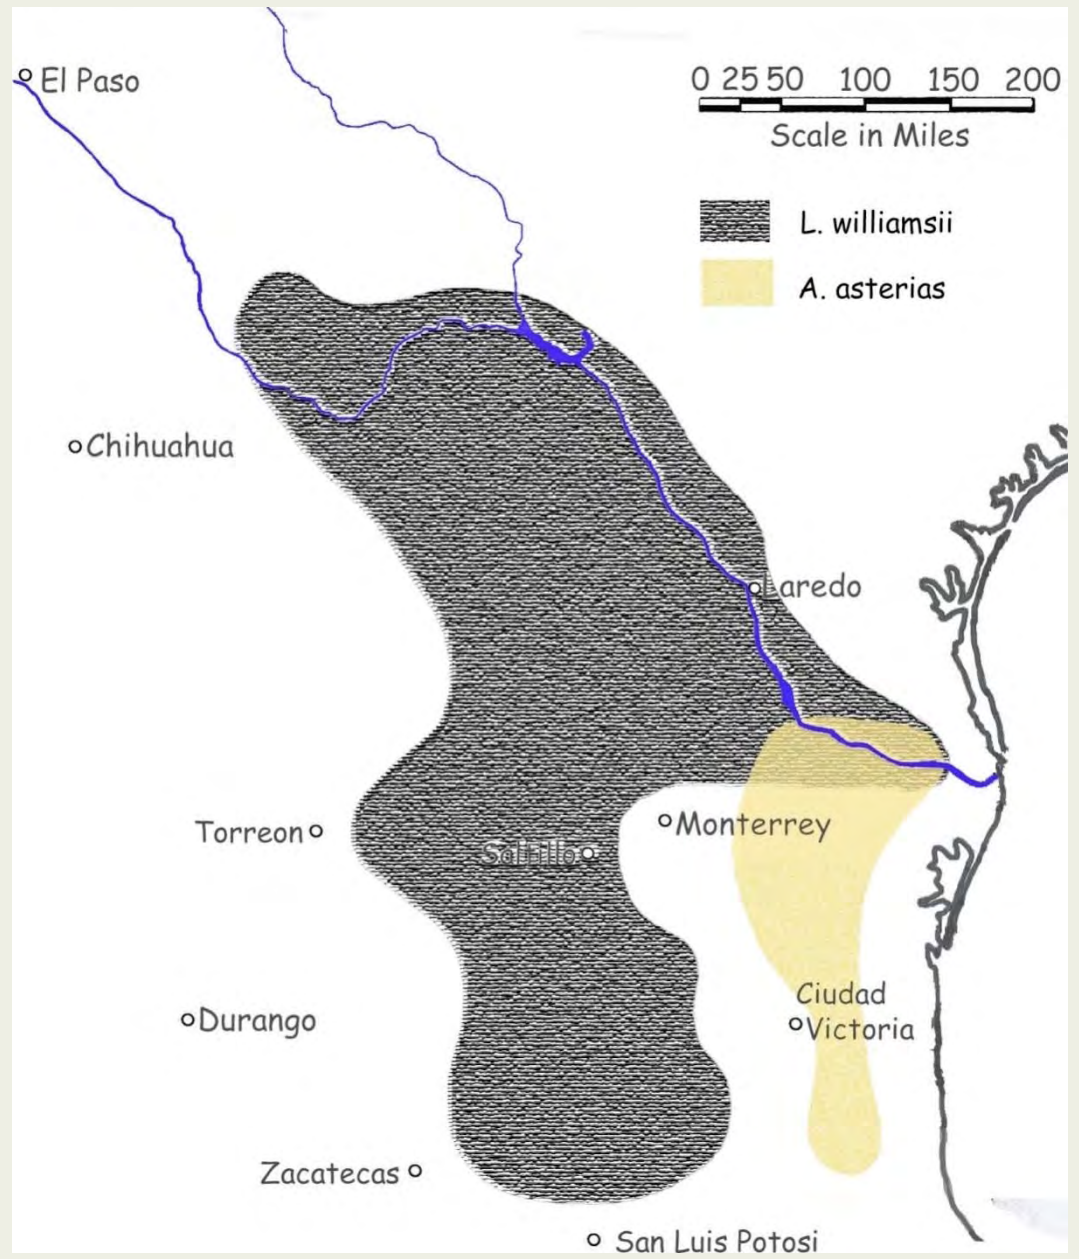 El Paso
0 25 50 100 150 200
Scale in Miles
L. williamsii
A. asterias
Chihuahua
Laredo
Torreon
Monterrey
Saltillo
Ciudad
Victoria
Durango
Zacatecas
San Luis Potosi